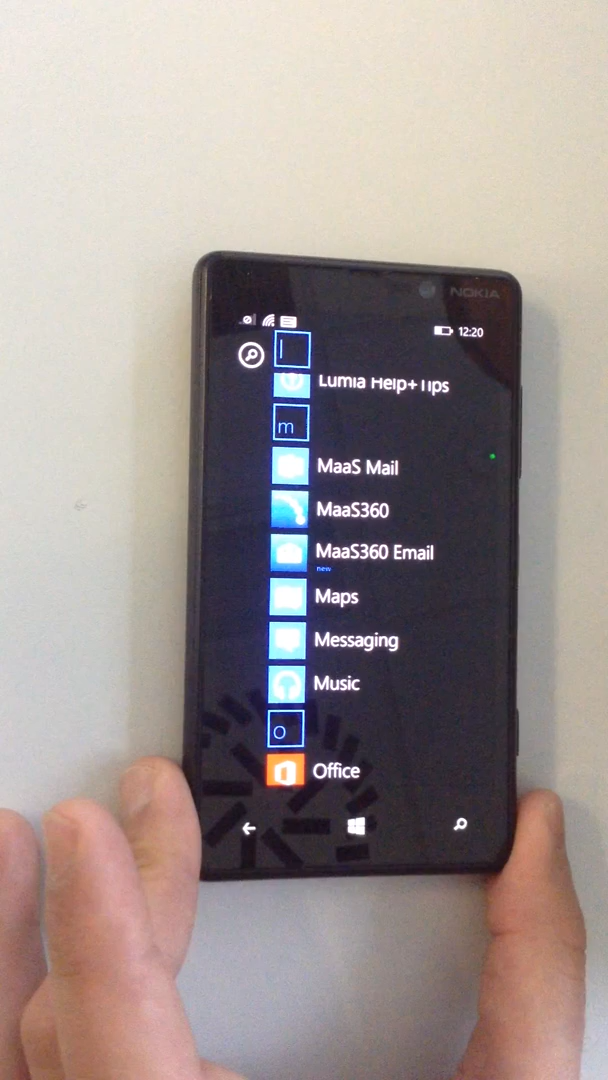 NOKIA
12:20
l
Lumia Help+Tips
m
MaaS Mail
MaaS360
MaaS360 Email
new
Maps
Messaging
Music
o
Office